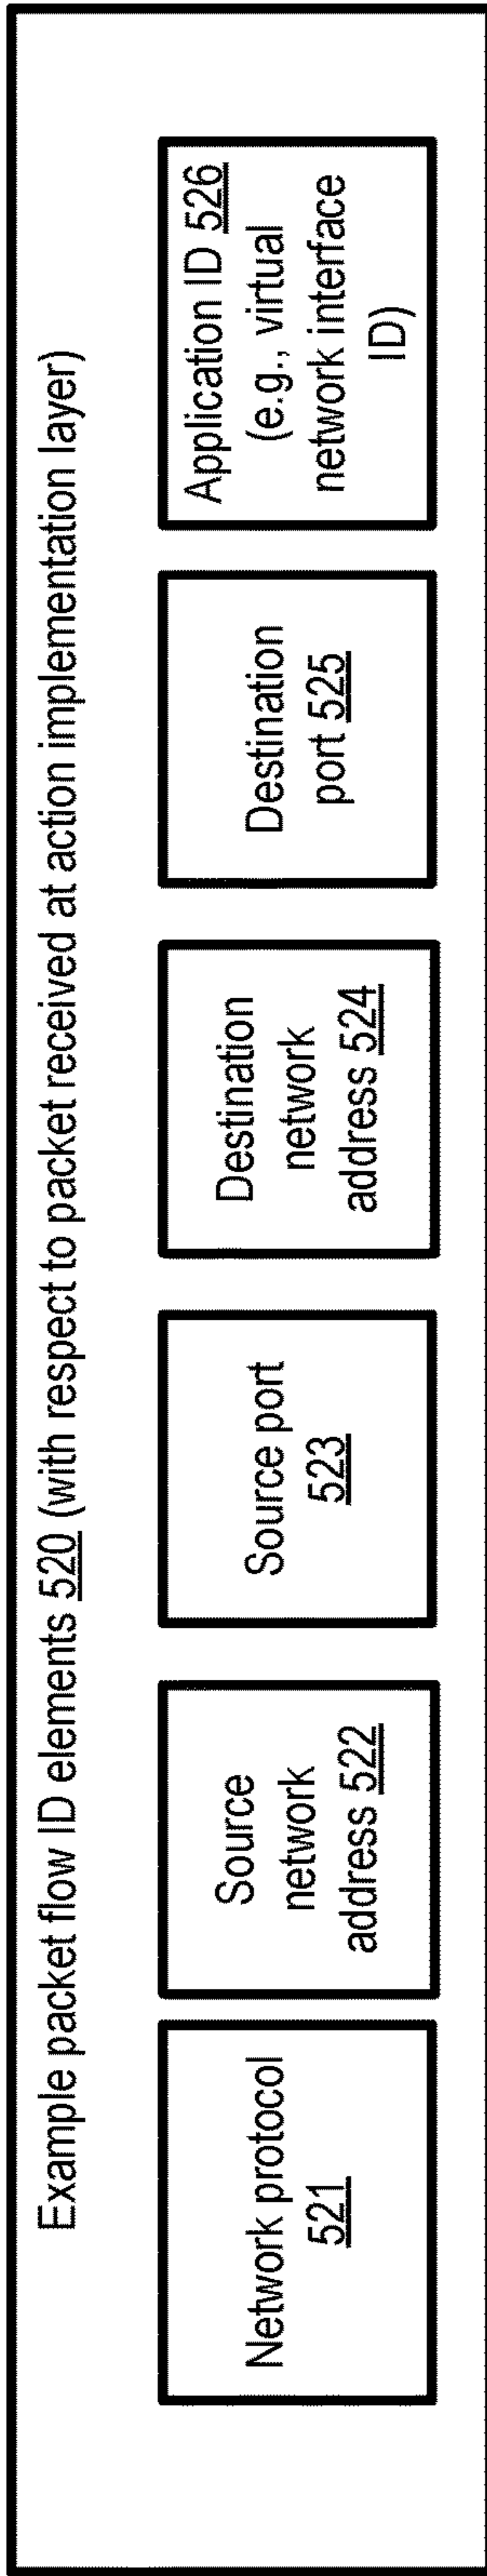 Example packet flow ID elements 520 (with respect to packet received at action implementation layer)
Network protocol
521
Source
network
address 522
Source port
523
Destination
network
address 524
Destination
port 525
Application ID 526
(e.g., virtual
network interface
ID)